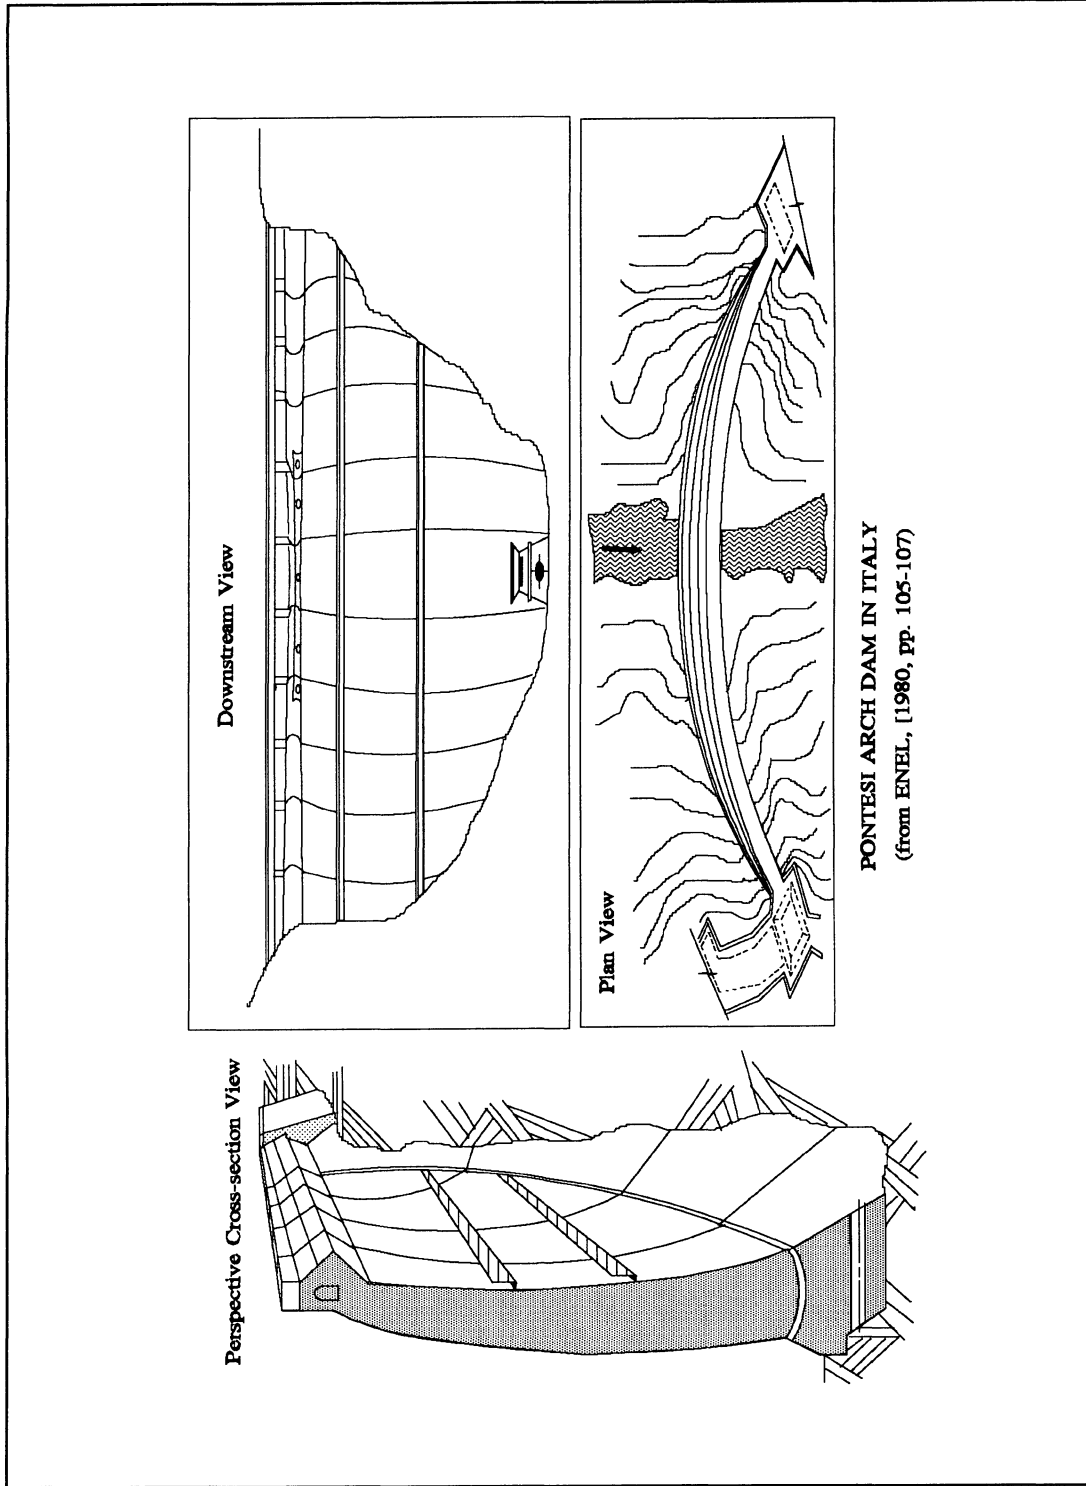 Perspective Cross-section View
Downstream View
Plan View
PONTESI ARCH DAM IN ITALY
(from ENEL, [1980, pp. 105-107)